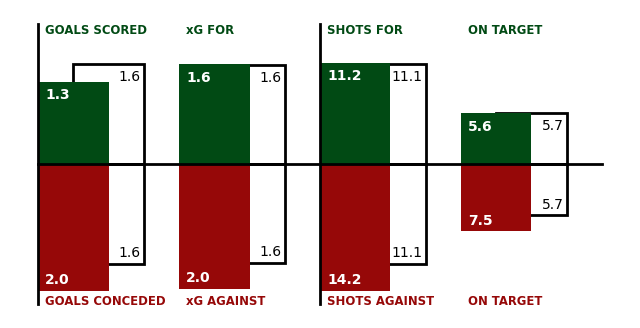 GOALS SCORED xG FOR SHOTS FOR ON TARGET
1.3 1.6 1.6 1.6 11.2 11.1 5.6 5.7
2.0 1.6 2.0 1.6 14.2 11.1 7.5 5.7
GOALS CONCEDED xG AGAINST SHOTS AGAINST ON TARGET